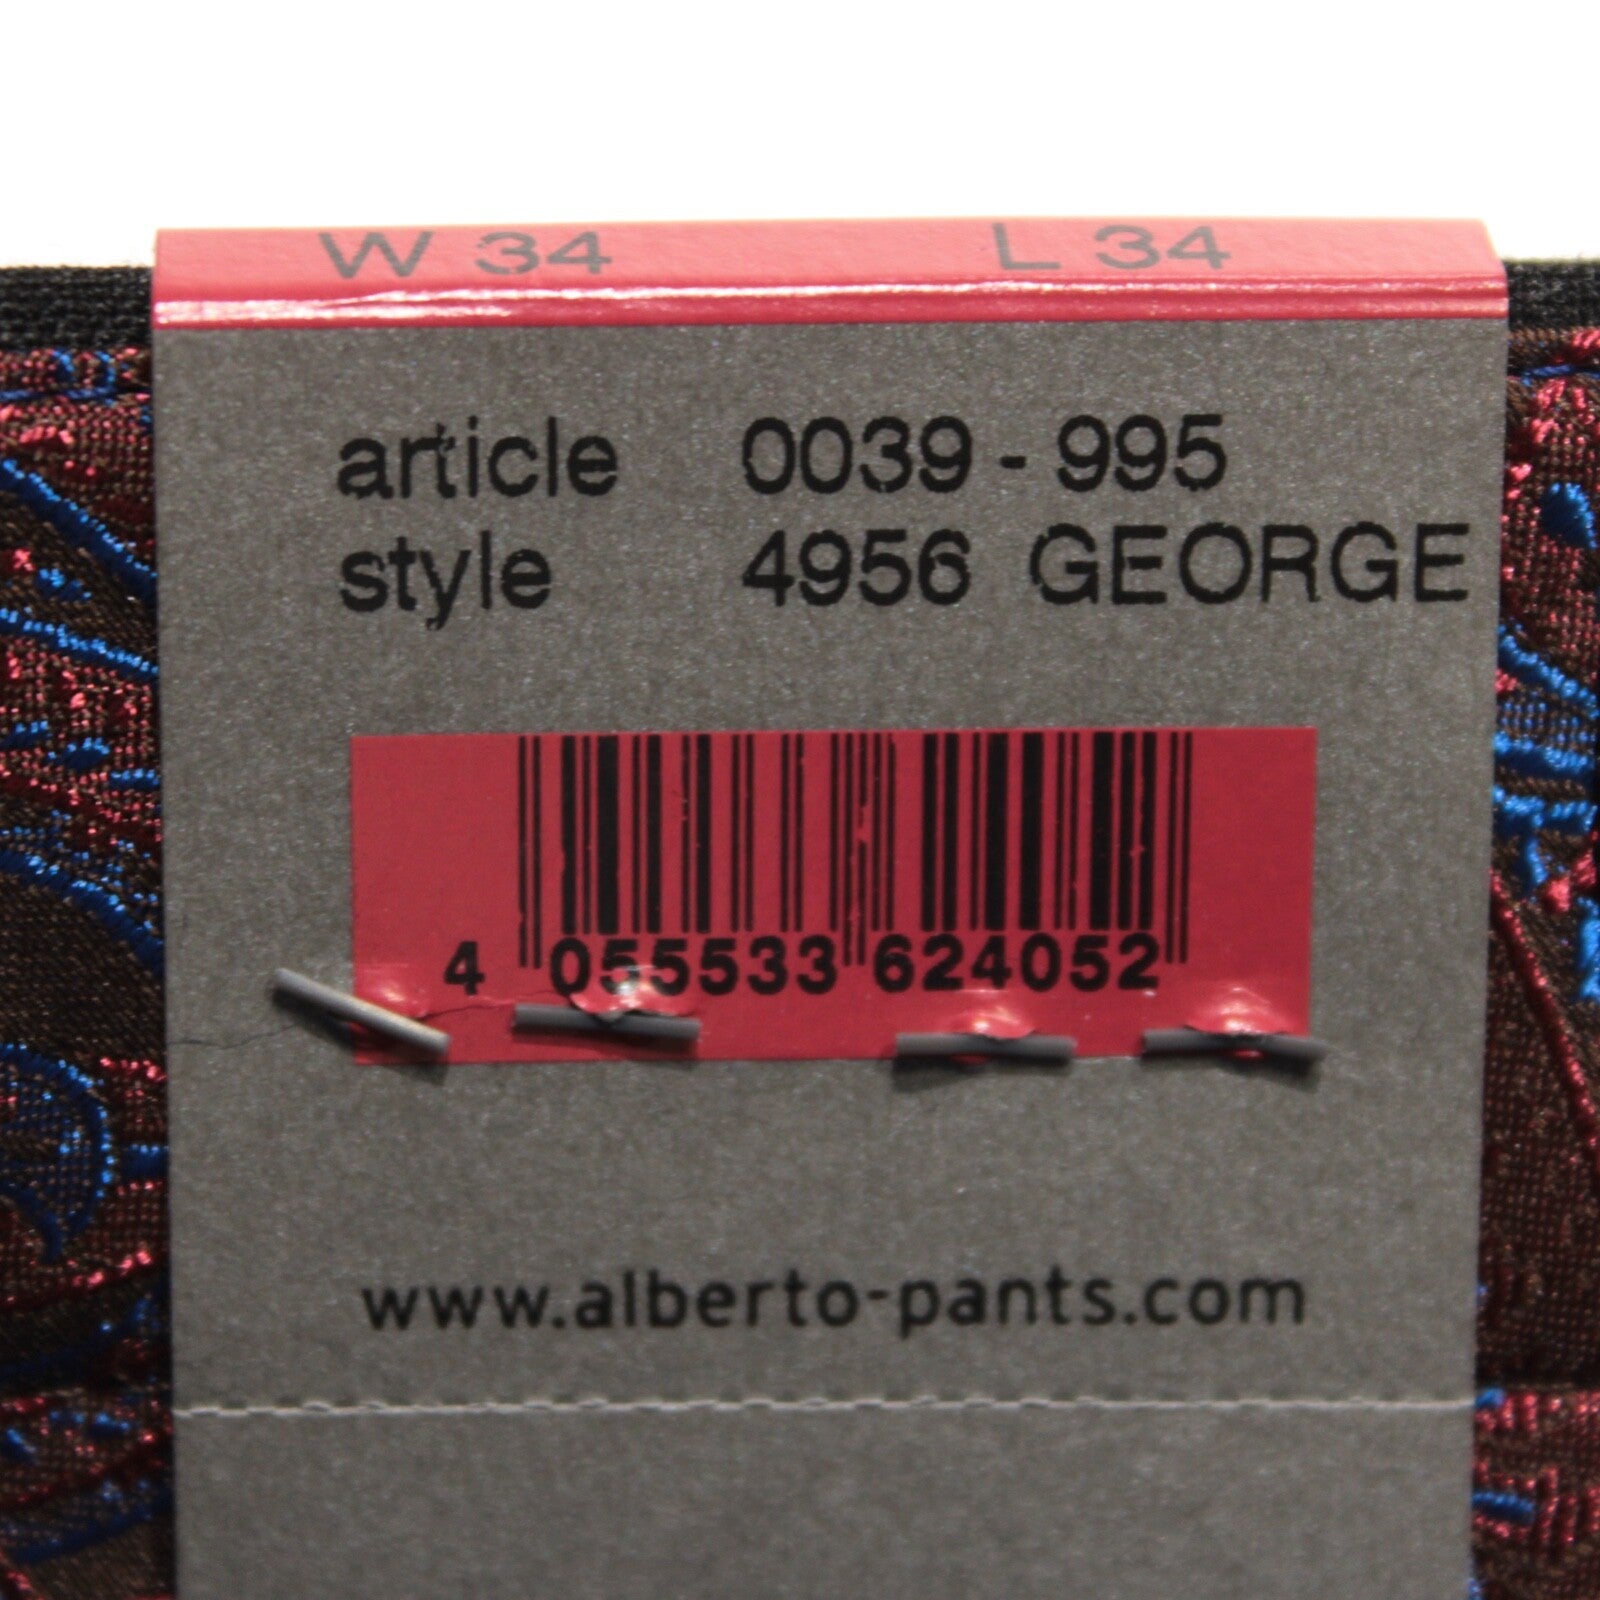 W 34 L 34
article 0039 - 995
style 4956 GEORGE
4 055533 624052
www.alberto-pants.com